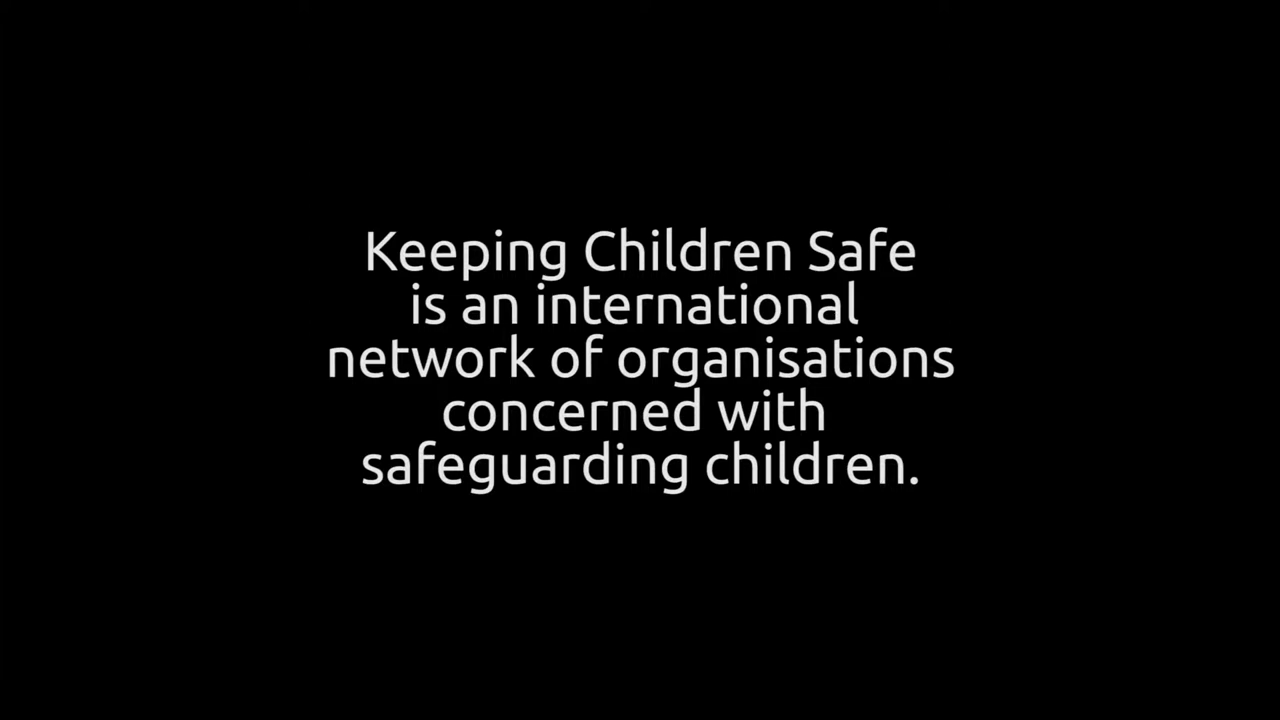 Keeping Children Safe
is an international
network of organisations
concerned with
safeguarding children.